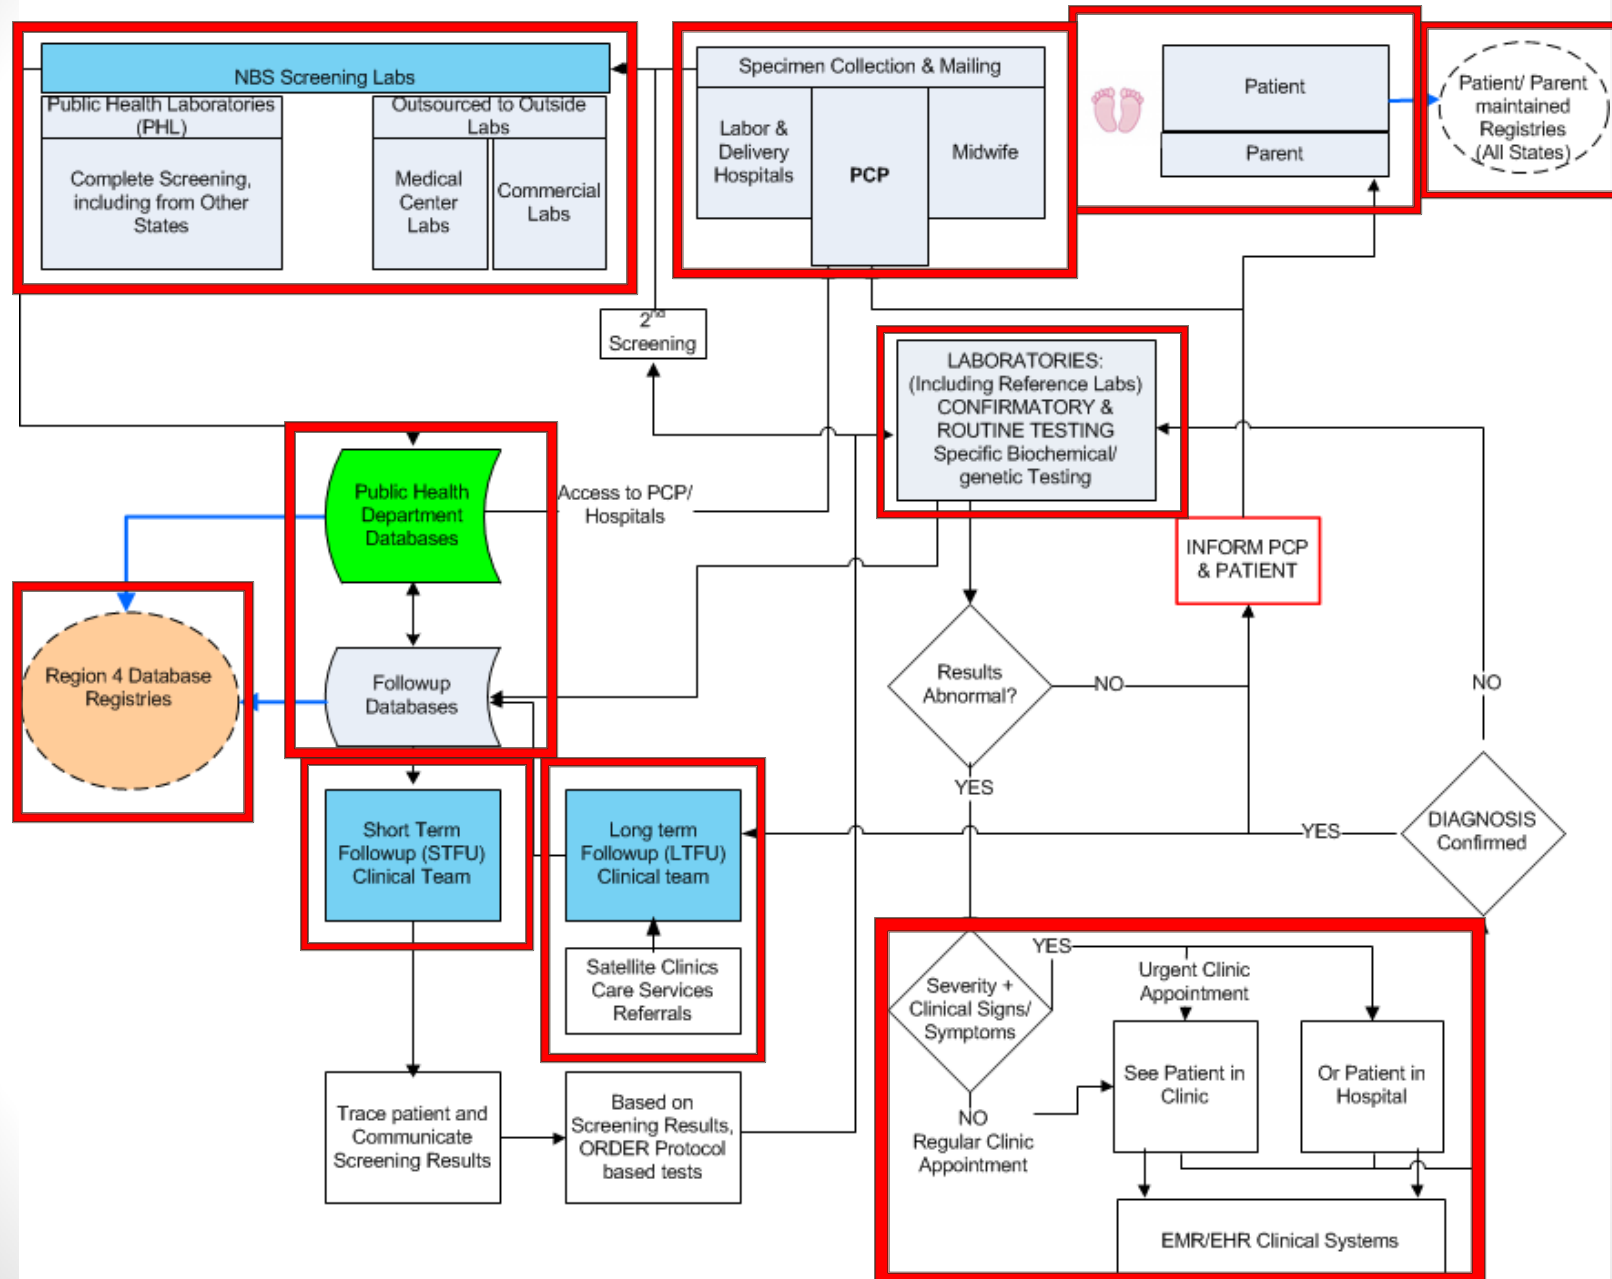 NBS Screening Labs
Public Health Laboratories
(PHL)
Outsourced to Outside
Labs
Complete Screening,
including from Other
States
Medical
Center
Labs
Commercial
Labs
Specimen Collection & Mailing
Labor &
Delivery
Hospitals
PCP
Midwife
Patient
Parent
Patient/ Parent
maintained
Registries
(All States)
2nd
Screening
LABORATORIES:
(Including Reference Labs)
CONFIRMATORY &
ROUTINE TESTING
Specific Biochemical/
genetic Testing
Public Health
Department
Databases
Access to PCP/
Hospitals
INFORM PCP
& PATIENT
Region 4 Database
Registries
Followup
Databases
Results
Abnormal?
NO
NO
YES
Short Term
Followup (STFU)
Clinical Team
Long term
Followup (LTFU)
Clinical team
YES
DIAGNOSIS
Confirmed
Satellite Clinics
Care Services
Referrals
Severity +
Clinical Signs/
Symptoms
YES
Urgent Clinic
Appointment
See Patient in
Clinic
Or Patient in
Hospital
NO
Regular Clinic
Appointment
Trace patient and
Communicate
Screening Results
Based on
Screening Results,
ORDER Protocol
based tests
EMR/EHR Clinical Systems